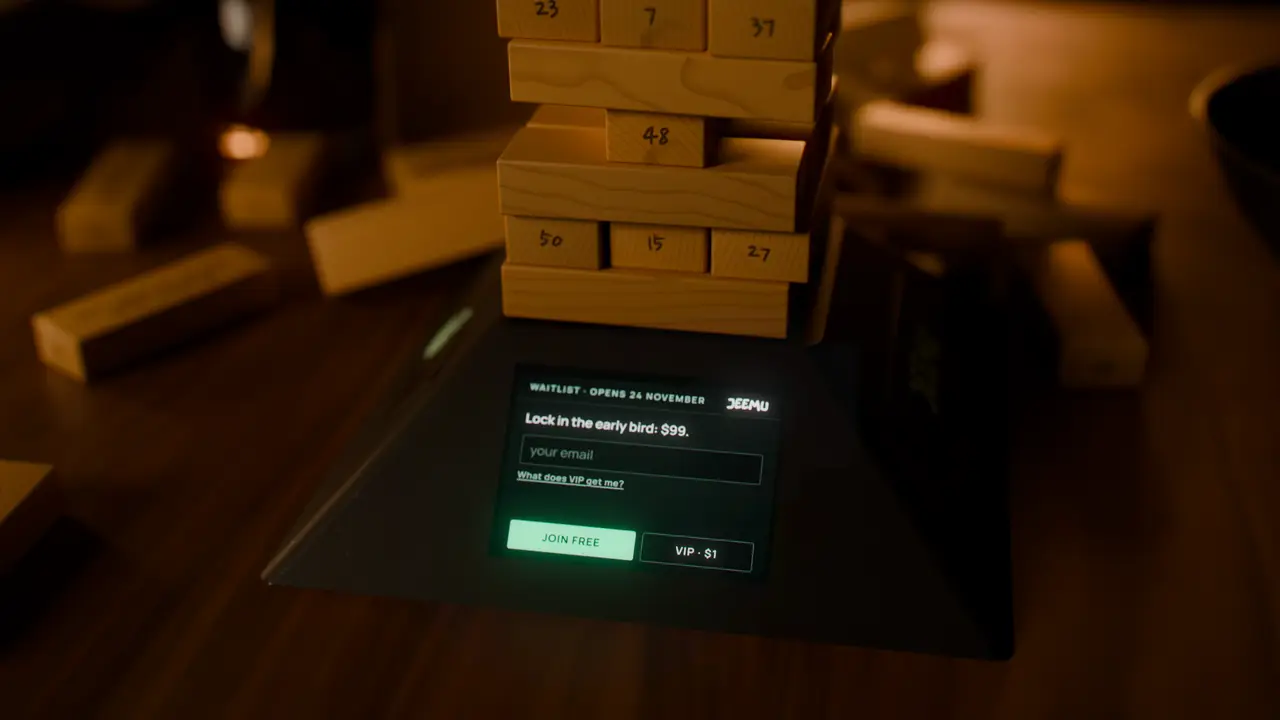 23 7 37
48
50 15 27
WAITLIST · OPENS 24 NOVEMBER JEEMU
Lock in the early bird: $99.
your email
What does VIP get me?
JOIN FREE VIP · $1